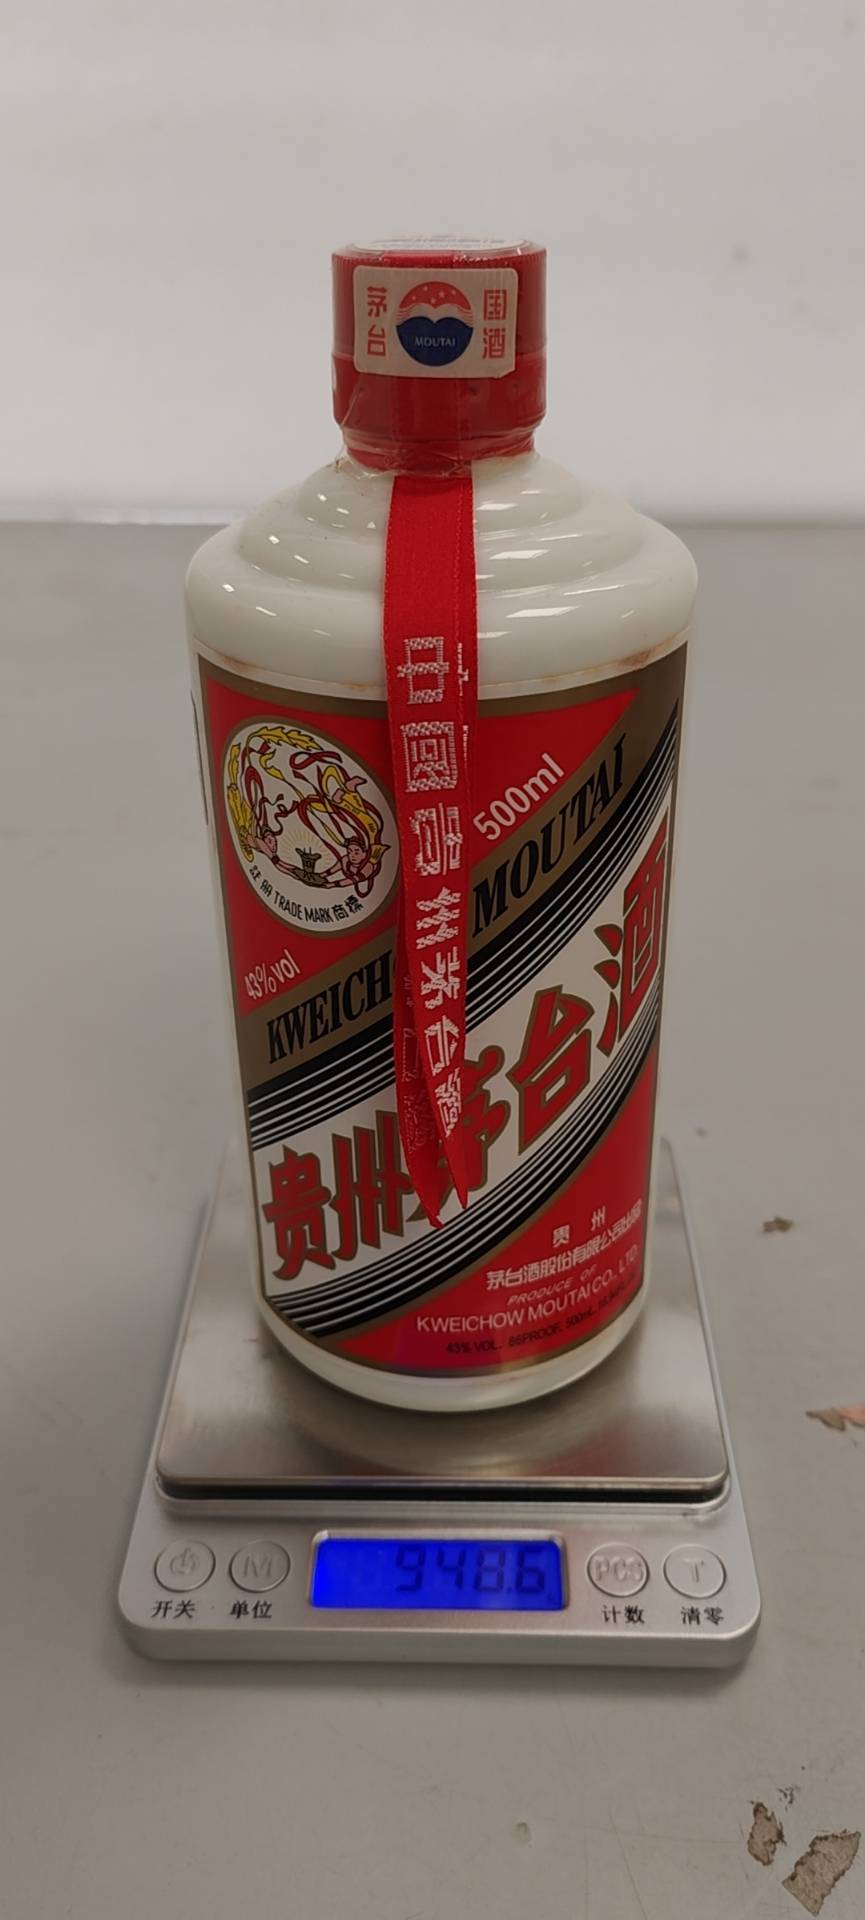 茅台 国酒
MOUTAI
中國贵州茅台酒
500ml
注册 TRADE MARK 商標
43%vol
KWEICH MOUTAI
贵州茅台酒
贵 州
茅台酒股份有限公司出品
PRODUCE OF
KWEICHOW MOUTAI CO., LTD.
43% VOL. 86PROOF. 500mL
948.6
M PCS T
开关 单位 计数 清零